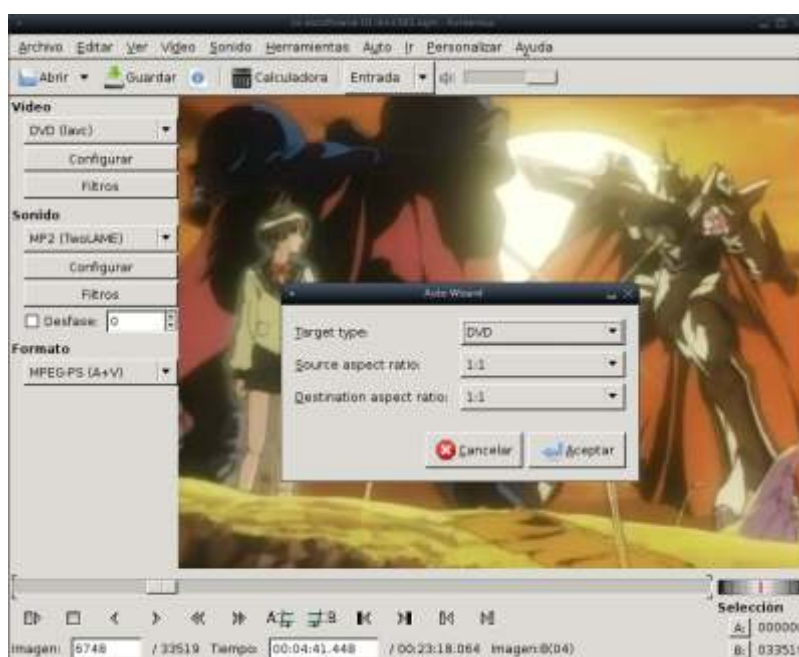 Archivo Editar Ver Vídeo Sonido Herramientas Auto Ir Personalizar Ayuda
Abrir Guardar Calculadora Entrada
Video
DVD (lavc)
Configurar
Filtros
Sonido
MP2 (TwoLAME)
Configurar
Filtros
Desfase: 0
Formato
MPEG-PS (A+V)
Auto Wizard
Target type: DVD
Source aspect ratio: 1:1
Destination aspect ratio: 1:1
Cancelar Aceptar
A B
Selección
A: 000000
Imagen: 6748 / 33519 Tiempo: 00:04:41.448 / 00:23:18.064 Imagen:B(04)
B: 033519